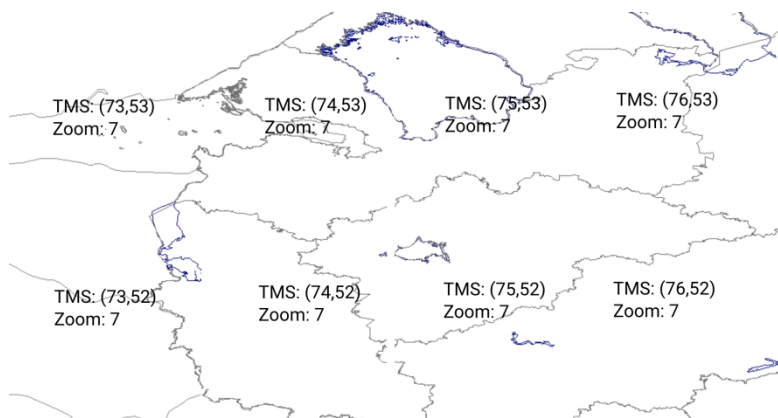 TMS: (73,53)
Zoom: 7
TMS: (74,53)
Zoom: 7
TMS: (75,53)
Zoom: 7
TMS: (76,53)
Zoom: 7
TMS: (73,52)
Zoom: 7
TMS: (74,52)
Zoom: 7
TMS: (75,52)
Zoom: 7
TMS: (76,52)
Zoom: 7